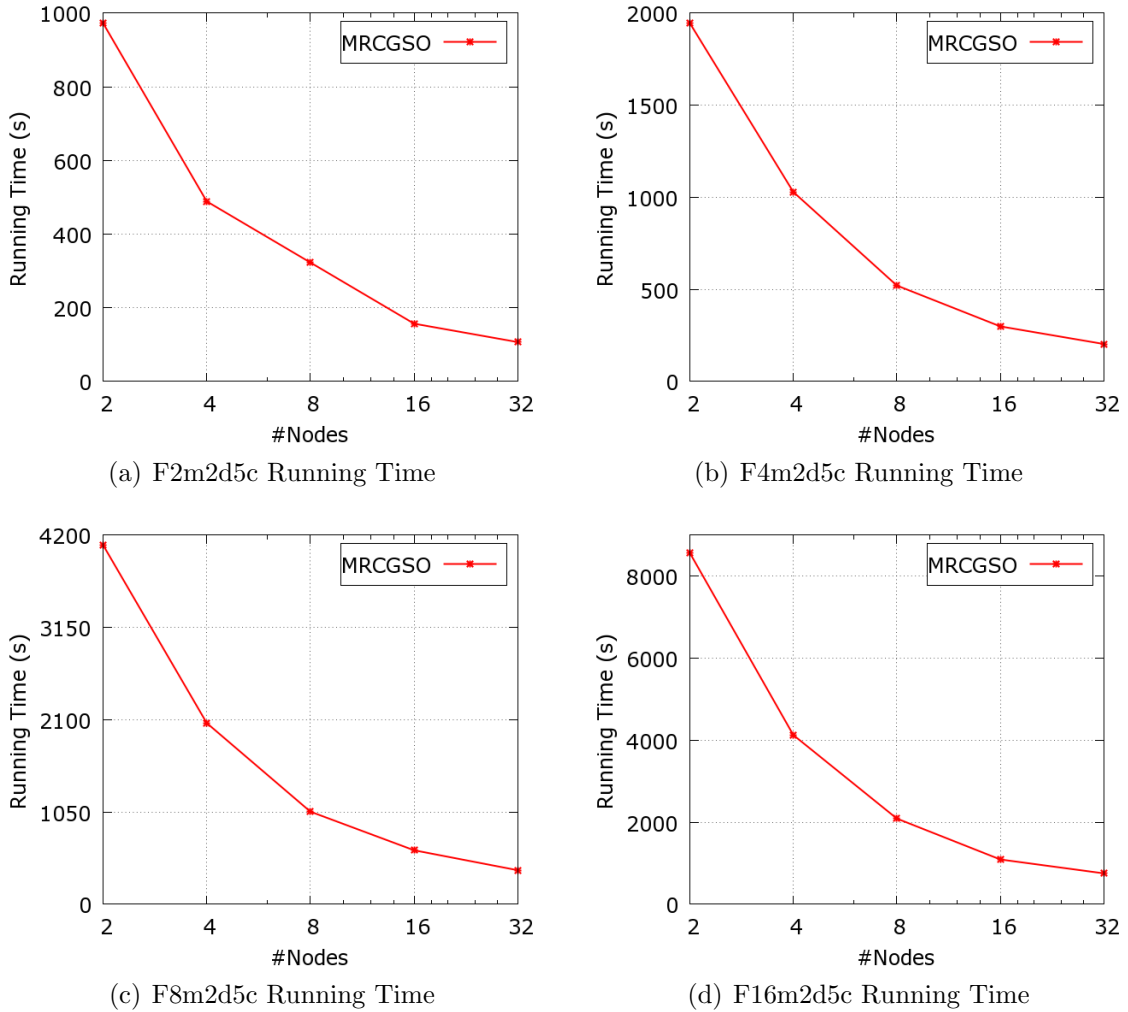 1000
800
600
400
200
0
Running Time (s)
MRCGSO
2 4 8 16 32
#Nodes
(a) F2m2d5c Running Time
2000
1500
1000
500
0
Running Time (s)
MRCGSO
2 4 8 16 32
#Nodes
(b) F4m2d5c Running Time
4200
3150
2100
1050
0
Running Time (s)
MRCGSO
2 4 8 16 32
#Nodes
(c) F8m2d5c Running Time
8000
6000
4000
2000
0
Running Time (s)
MRCGSO
2 4 8 16 32
#Nodes
(d) F16m2d5c Running Time